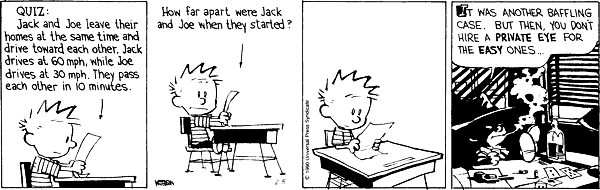 QUIZ:
Jack and Joe leave their
homes at the same time and
drive toward each other. Jack
drives at 60 mph, while Joe
drives at 30 mph. They pass
each other in 10 minutes.
How far apart were Jack
and Joe when they started?
WATTERSON
2-5
© 1990 Universal Press Syndicate
IT WAS ANOTHER BAFFLING
CASE. BUT THEN, YOU DON'T
HIRE A PRIVATE EYE FOR
THE EASY ONES...